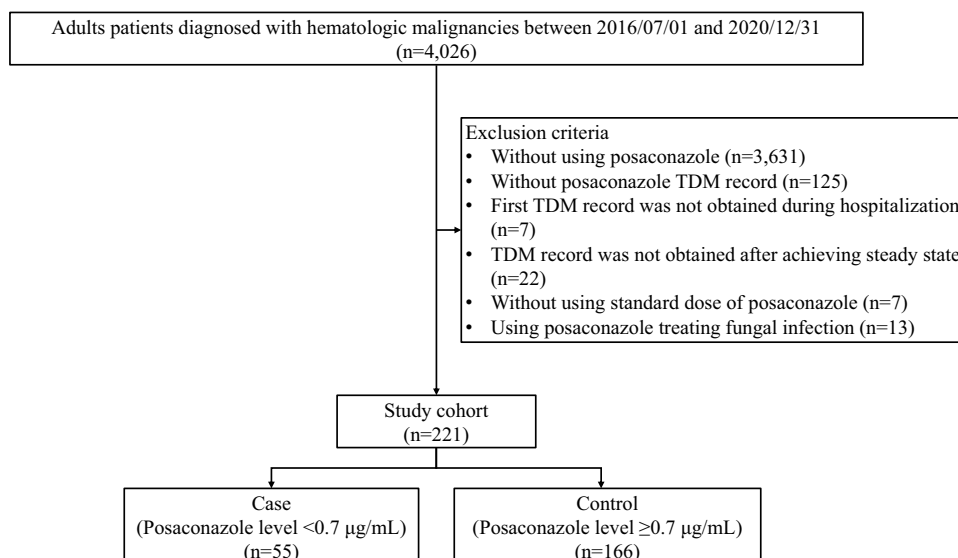 Adults patients diagnosed with hematologic malignancies between 2016/07/01 and 2020/12/31
(n=4,026)
Exclusion criteria
• Without using posaconazole (n=3,631)
• Without posaconazole TDM record (n=125)
• First TDM record was not obtained during hospitalization
(n=7)
• TDM record was not obtained after achieving steady state
(n=22)
• Without using standard dose of posaconazole (n=7)
• Using posaconazole treating fungal infection (n=13)
Study cohort
(n=221)
Case
(Posaconazole level <0.7 μg/mL)
(n=55)
Control
(Posaconazole level ≥0.7 μg/mL)
(n=166)